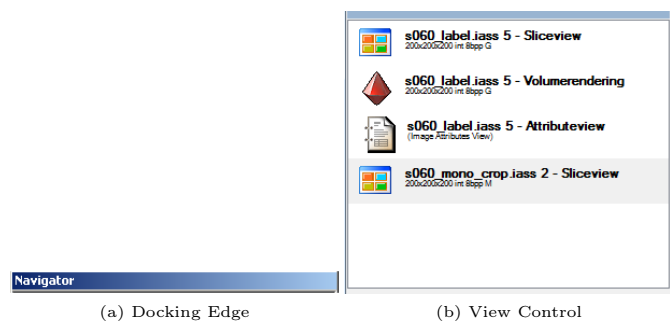 s060_label.iass 5 - Sliceview
200x200x200 int 8bpp G
s060_label.iass 5 - Volumerendering
200x200x200 int 8bpp G
s060_label.iass 5 - Attributeview
(Image Attributes View)
s060_mono_crop.iass 2 - Sliceview
200x200x200 int 8bpp M
Navigator
(a) Docking Edge
(b) View Control